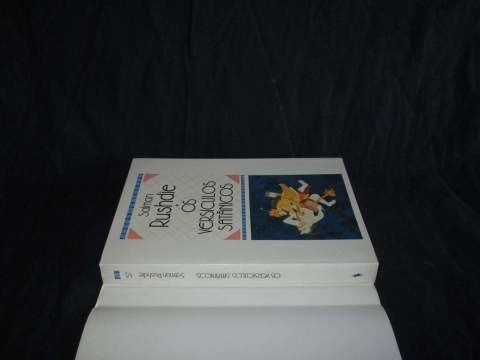 Salman
Rushdie
OS
VERSÍCULOS
SATÂNICOS
OS VERSÍCULOS SATÂNICOS
Salman Rushdie